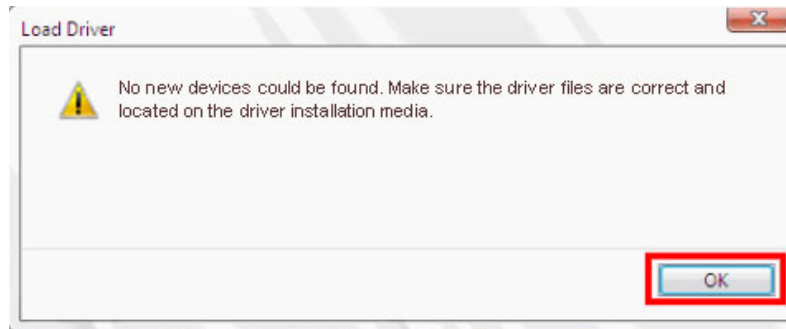 Load Driver
No new devices could be found. Make sure the driver files are correct and
located on the driver installation media.
OK